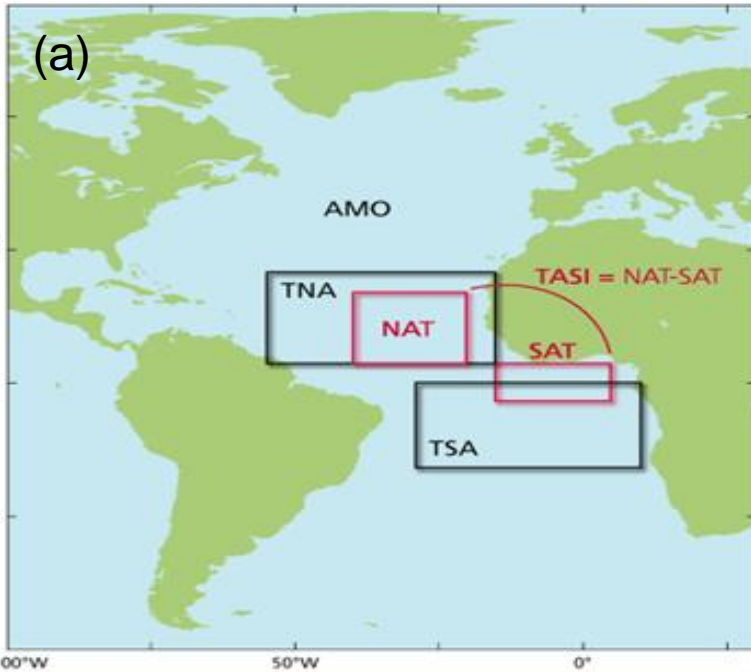 (a)
AMO
TNA
TASI = NAT-SAT
NAT
SAT
TSA
00°W 50°W 0°